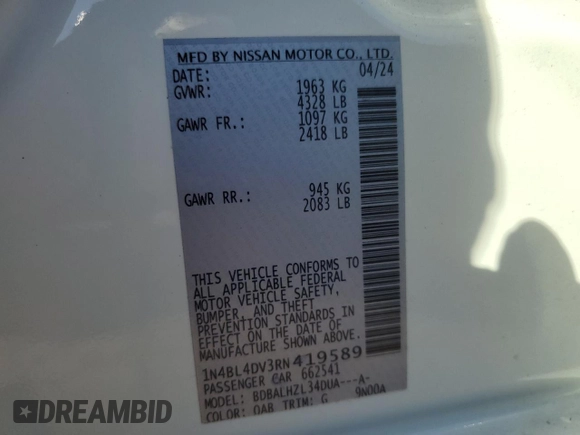 MFD BY NISSAN MOTOR CO., LTD.
DATE: 04/24
GVWR: 1963 KG
4328 LB
GAWR FR.: 1097 KG
2418 LB
GAWR RR.: 945 KG
2083 LB
THIS VEHICLE CONFORMS TO
ALL APPLICABLE FEDERAL
MOTOR VEHICLE SAFETY,
BUMPER, AND THEFT
PREVENTION STANDARDS IN
EFFECT ON THE DATE OF
MANUFACTURE SHOWN ABOVE
1N4BL4DV3RN419589
PASSENGER CAR 662541
MODEL: BDBALHZL34DUA---A-
COLOR: QAB TRIM: G 9N00A
DREAMBID